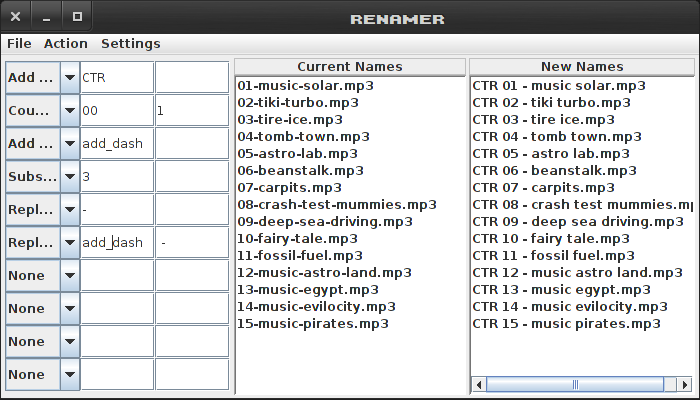 RENAMER
File Action Settings
Add ... CTR
Cou... 00 1
Add ... add_dash
Subs... 3
Repl... -
Repl... add_dash -
None
None
None
None
Current Names
01-music-solar.mp3
02-tiki-turbo.mp3
03-tire-ice.mp3
04-tomb-town.mp3
05-astro-lab.mp3
06-beanstalk.mp3
07-carpits.mp3
08-crash-test-mummies.mp3
09-deep-sea-driving.mp3
10-fairy-tale.mp3
11-fossil-fuel.mp3
12-music-astro-land.mp3
13-music-egypt.mp3
14-music-evilocity.mp3
15-music-pirates.mp3
New Names
CTR 01 - music solar.mp3
CTR 02 - tiki turbo.mp3
CTR 03 - tire ice.mp3
CTR 04 - tomb town.mp3
CTR 05 - astro lab.mp3
CTR 06 - beanstalk.mp3
CTR 07 - carpits.mp3
CTR 08 - crash test mummies.mp
CTR 09 - deep sea driving.mp3
CTR 10 - fairy tale.mp3
CTR 11 - fossil fuel.mp3
CTR 12 - music astro land.mp3
CTR 13 - music egypt.mp3
CTR 14 - music evilocity.mp3
CTR 15 - music pirates.mp3